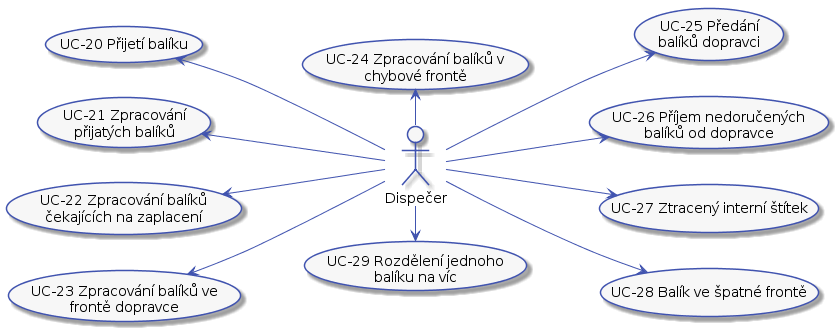 UC-20 Přijetí balíku
UC-21 Zpracování
přijatých balíků
UC-22 Zpracování balíků
čekajících na zaplacení
UC-23 Zpracování balíků ve
frontě dopravce
UC-24 Zpracování balíků v
chybové frontě
Dispečer
UC-29 Rozdělení jednoho
balíku na víc
UC-25 Předání
balíků dopravci
UC-26 Příjem nedoručených
balíků od dopravce
UC-27 Ztracený interní štítek
UC-28 Balík ve špatné frontě